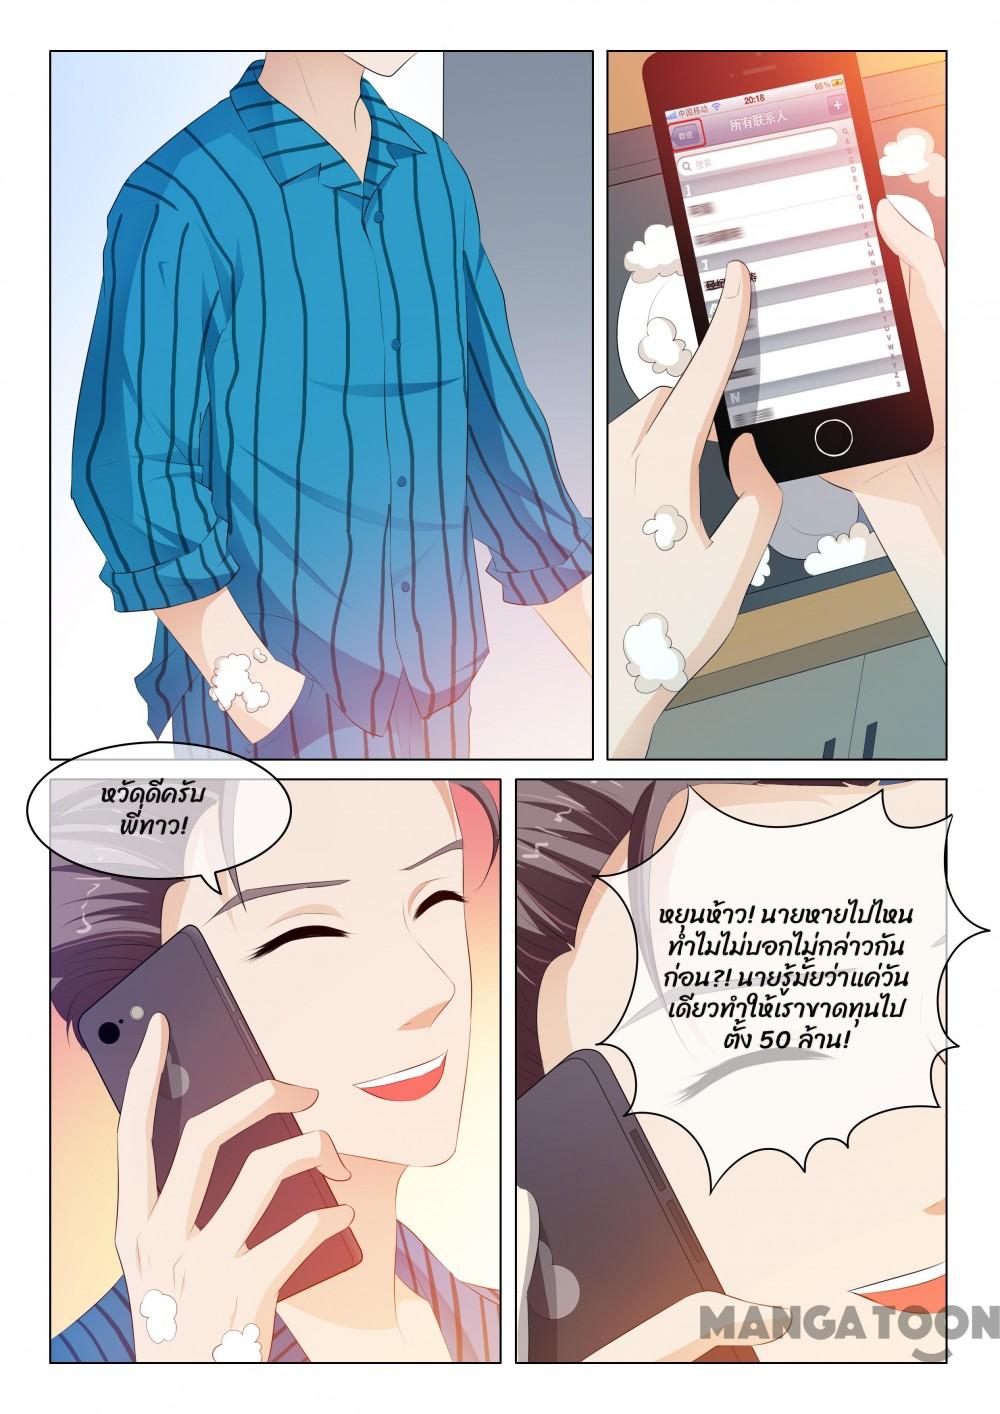 中国移动
20:18
65%
群组
所有联系人
+
搜索
A
B
C
D
E
F
G
H
I
J
K
L
M
N
O
P
Q
R
S
T
U
V
W
X
Y
Z
หวัดดีครับ
พี่ทาว!
หยุนห้าว! นายหายไปไหน
ทำไมไม่บอกไม่กล่าวกัน
ก่อน?! นายรู้มั้ยว่าแค่วัน
เดียวทำให้เราขาดทุนไป
ตั้ง 50 ล้าน!
MANGATOON